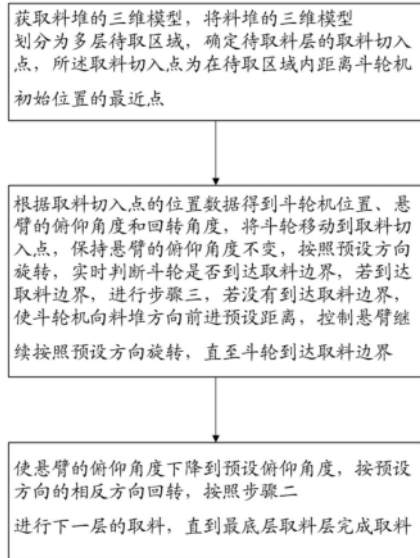 获取料堆的三维模型，将料堆的三维模型
划分为多层待取区域，确定待取料层的取料切入
点，所述取料切入点为在待取区域内距离斗轮机
初始位置的最近点
根据取料切入点的位置数据得到斗轮机位置、悬
臂的俯仰角度和回转角度，将斗轮移动到取料切
入点，保持悬臂的俯仰角度不变，按照预设方向
旋转，实时判断斗轮是否到达取料边界，若到达
取料边界，进行步骤三，若没有到达取料边界，
使斗轮机向料堆方向前进预设距离，控制悬臂继
续按照预设方向旋转，直至斗轮到达取料边界
使悬臂的俯仰角度下降到预设俯仰角度，按预设
方向的相反方向回转，按照步骤二
进行下一层的取料，直到最底层取料层完成取料